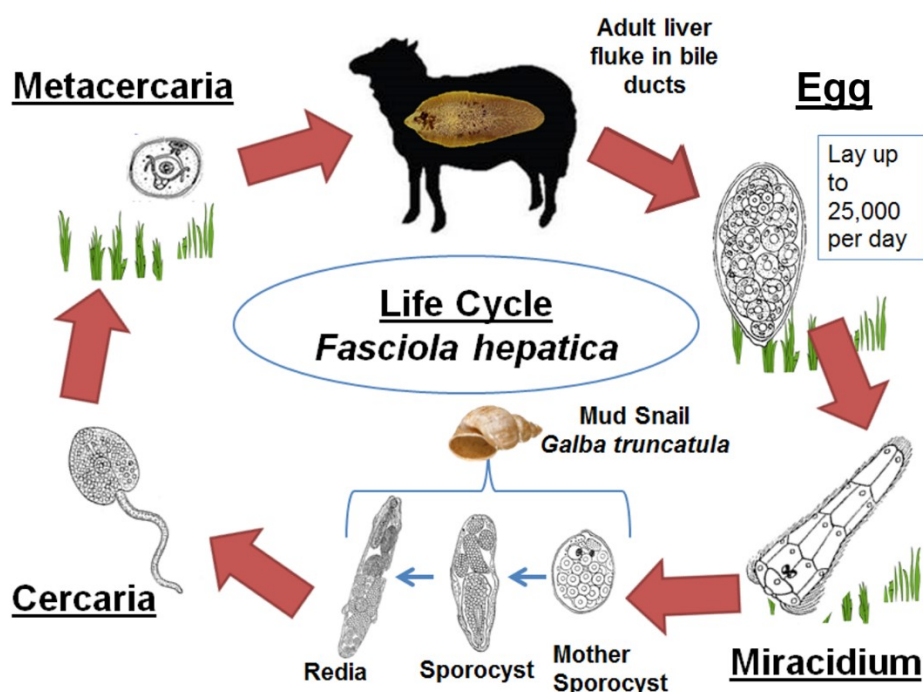 Metacercaria
Adult liver
fluke in bile
ducts
Egg
Lay up
to
25,000
per day
Life Cycle
Fasciola hepatica
Mud Snail
Galba truncatula
Cercaria
Redia
Sporocyst
Mother
Sporocyst
Miracidium